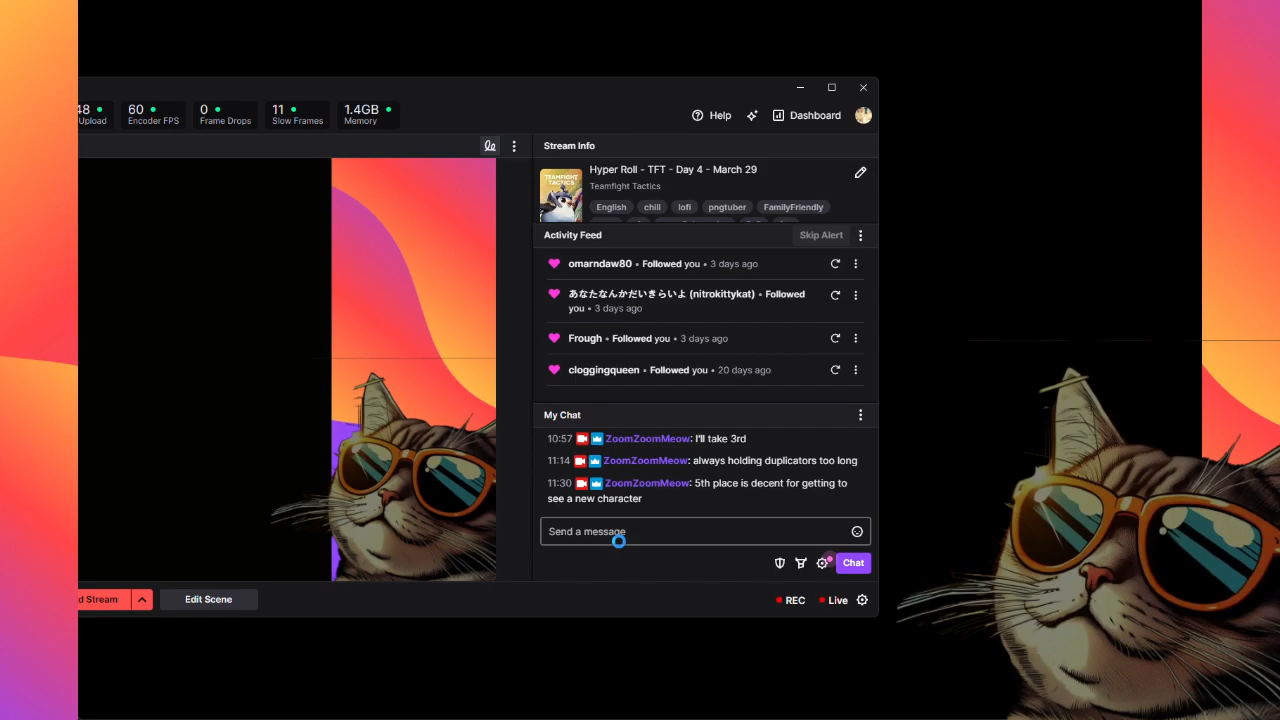 48
Upload
60
Encoder FPS
0
Frame Drops
11
Slow Frames
1.4GB
Memory
Help
Dashboard
Stream Info
Hyper Roll - TFT - Day 4 - March 29
Teamfight Tactics
TEAMFIGHT
TACTICS
English
chill
lofi
pngtuber
FamilyFriendly
Activity Feed
Skip Alert
omarndaw80 • Followed you • 3 days ago
あなたなんかだいきらいよ (nitrokittykat) • Followed
you • 3 days ago
Frough • Followed you • 3 days ago
cloggingqueen • Followed you • 20 days ago
My Chat
10:57 ZoomZoomMeow: I'll take 3rd
11:14 ZoomZoomMeow: always holding duplicators too long
11:30 ZoomZoomMeow: 5th place is decent for getting to
see a new character
Send a message
Chat
d Stream
Edit Scene
REC
Live